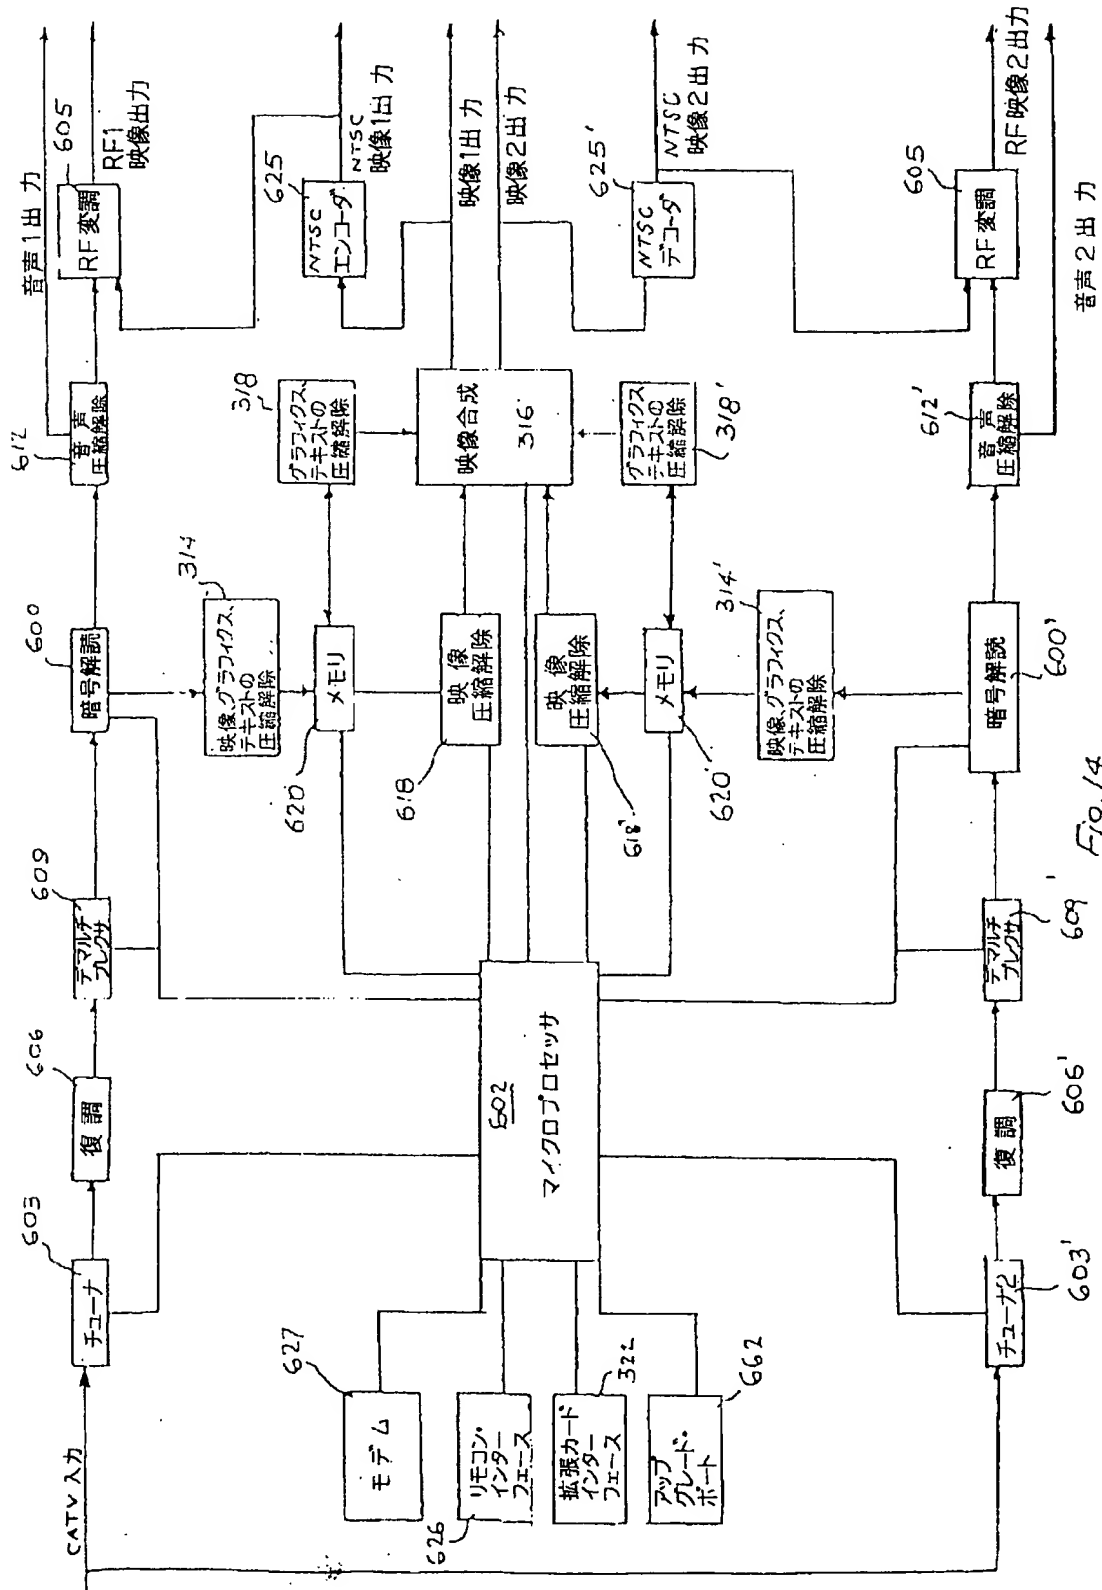 CATV 入力
603
チューナ
606
復調
609
デマルチ
プレクサ
600
暗号解読
612
音声
圧縮解除
605
RF変調
音声1出力
RF1
映像出力
314
映像、グラフィクス、
テキストの
圧縮解除
318
グラフィクス、
テキストの
圧縮解除
625
NTSC
エンコーダ
NTSC
映像1出力
620
メモリ
618
映像
圧縮解除
映像合成
316
映像1出力
映像2出力
627
モデム
626
リモコン・
インター
フェース
322
拡張カード
インター
フェース
662
アップ
グレード・
ポート
602
マイクロプロセッサ
映像
圧縮解除
618'
メモリ
620'
グラフィクス、
テキストの
圧縮解除
318'
625'
NTSC
デコーダ
NTSC
映像2出力
314'
映像、グラフィクス、
テキストの
圧縮解除
チューナ2
603'
復調
606'
デマルチ
プレクサ
609'
暗号解読
600'
612'
音声
圧縮解除
605
RF変調
RF映像2出力
音声2出力
Fig. 14